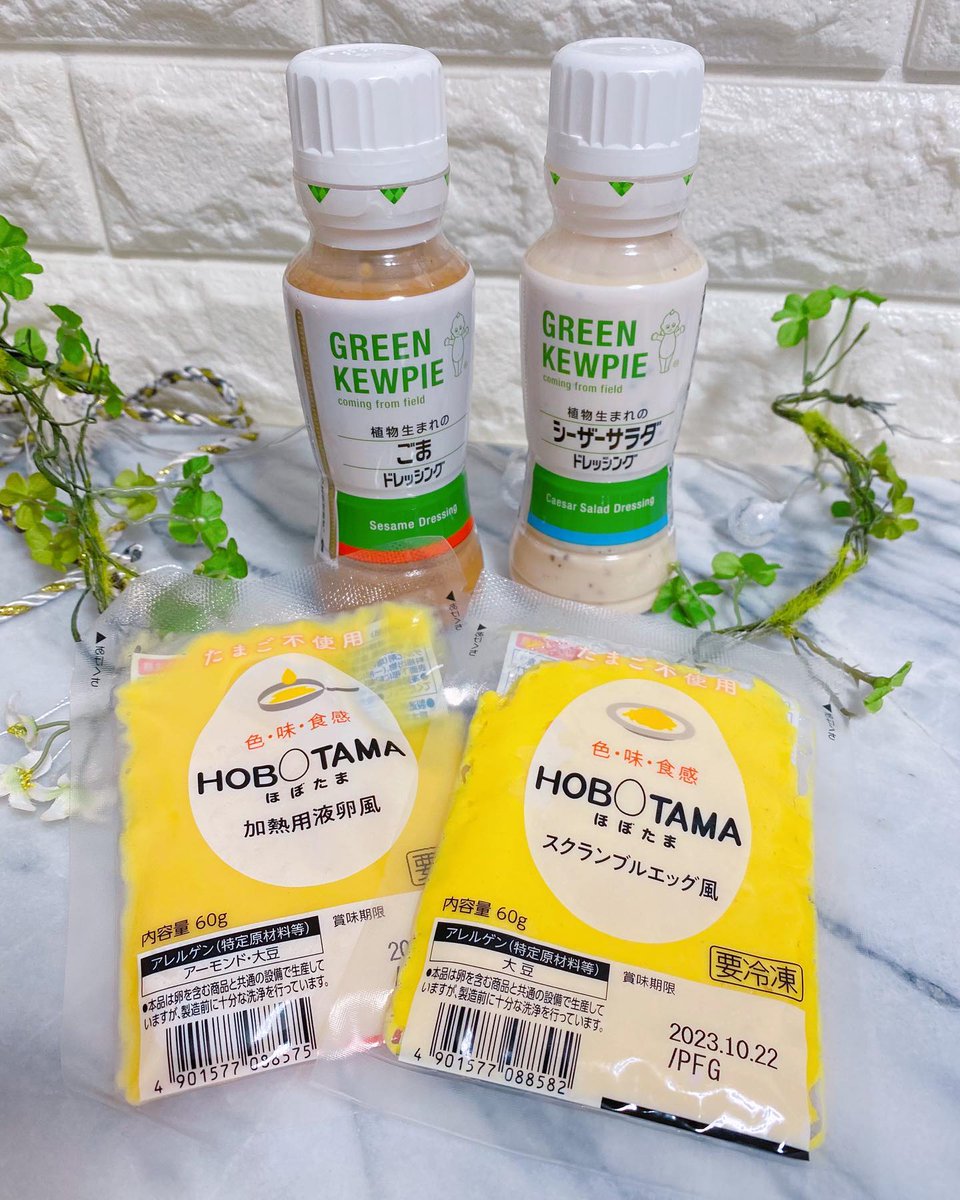 GREEN
KEWPIE
coming from field
植物生まれの
ごま
ドレッシング
Sesame Dressing
GREEN
KEWPIE
coming from field
植物生まれの
シーザーサラダ
ドレッシング
Caesar Salad Dressing
たまご不使用
色・味・食感
HOBOTAMA
ほぼたま
加熱用液卵風
要
内容量 60g
賞味期限
アレルゲン(特定原材料等)
アーモンド・大豆
●本品は卵を含む商品と共通の設備で生産して
いますが、製造前に十分な洗浄を行っています。
20
4 901577 088575
たまご不使用
色・味・食感
HOBOTAMA
ほぼたま
スクランブルエッグ風
内容量 60g
要冷凍
アレルゲン(特定原材料等)
大豆
賞味期限
●本品は卵を含む商品と共通の設備で生産して
いますが、製造前に十分な洗浄を行っています。
2023.10.22
/PFG
4 901577 088582